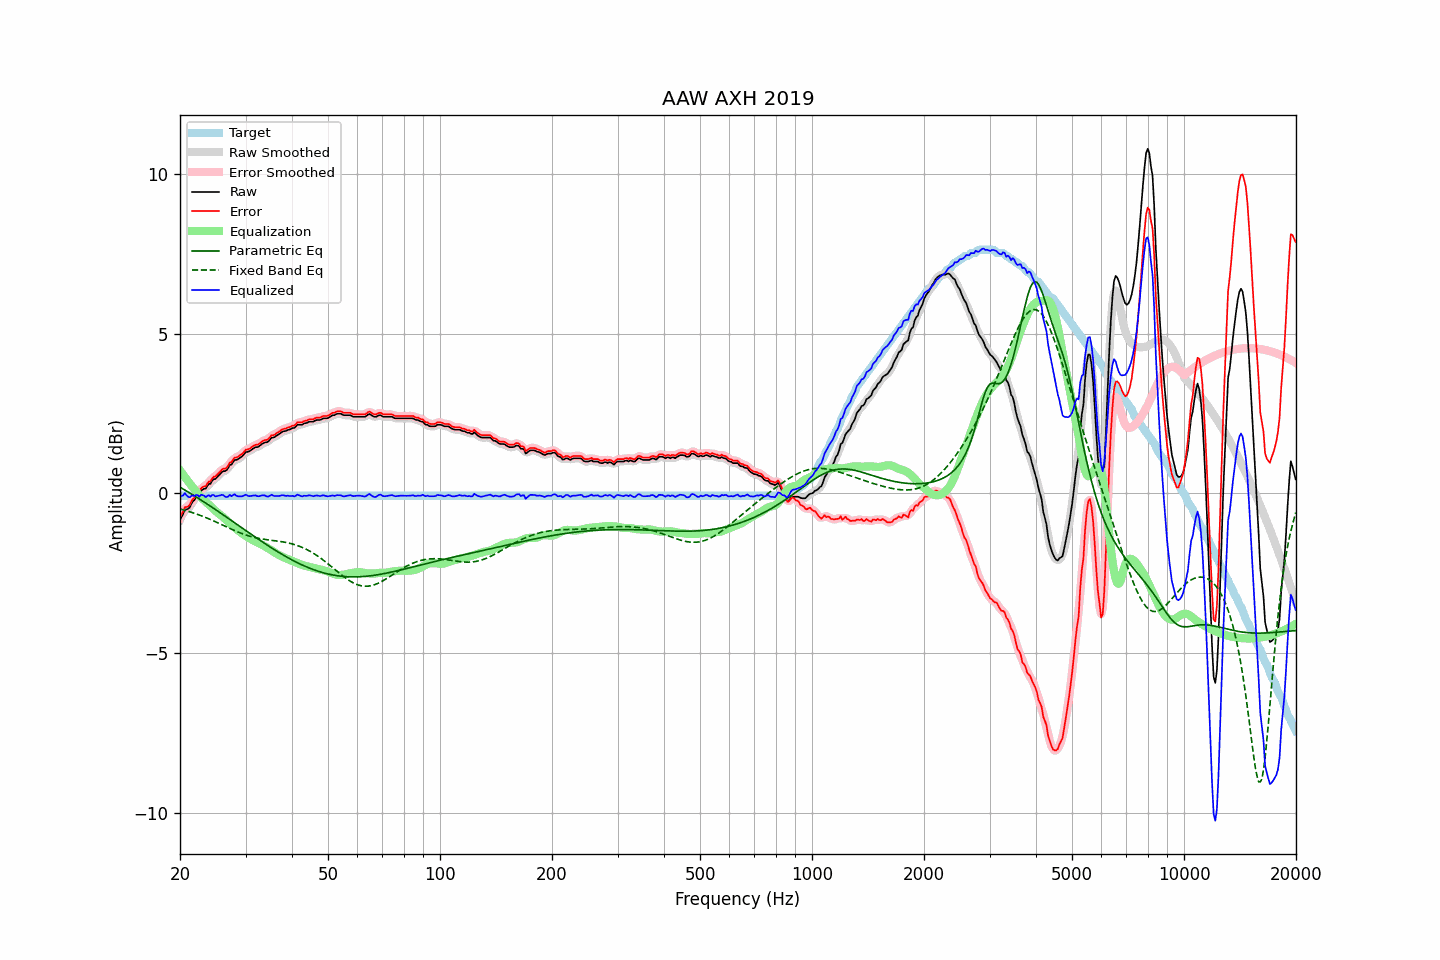 AAW AXH 2019
Target
Raw Smoothed
Error Smoothed
Raw
Error
Equalization
Parametric Eq
Fixed Band Eq
Equalized
10
5
0
−5
−10
Amplitude (dBr)
20 50 100 200 500 1000 2000 5000 10000 20000
Frequency (Hz)